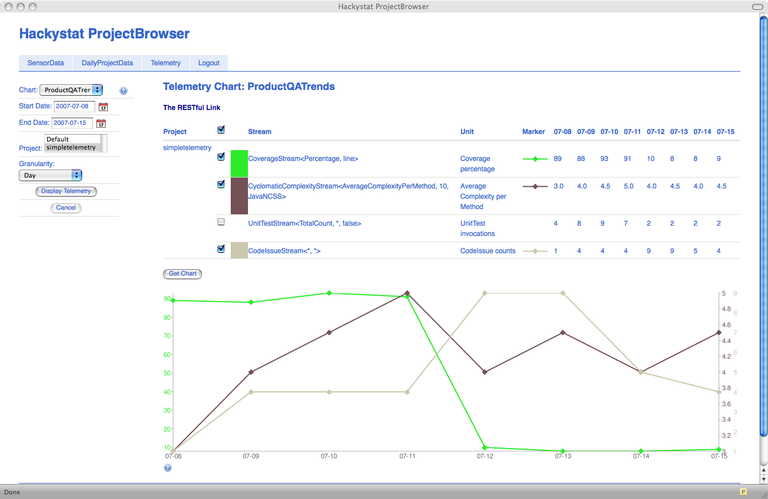 Hackystat ProjectBrowser
Hackystat ProjectBrowser
SensorData DailyProjectData Telemetry Logout
Chart: ProductQATrer
Start Date: 2007-07-08
End Date: 2007-07-15
Project: Default
simpletelemetry
Granularity:
Day
Display Telemetry
Cancel
Telemetry Chart: ProductQATrends
The RESTful Link
Project Stream Unit Marker 07-08 07-09 07-10 07-11 07-12 07-13 07-14 07-15
simpletelemetry
CoverageStream<Percentage, line> Coverage percentage 89 88 93 91 10 8 8 9
CyclomaticComplexityStream<AverageComplexityPerMethod, 10, JavaNCSS> Average Complexity per Method 3.0 4.0 4.5 5.0 4.0 4.5 4.0 4.5
UnitTestStream<TotalCount, *, false> UnitTest invocations 4 8 9 7 2 2 2 2
CodeIssueStream<*, *> CodeIssue counts 1 4 4 4 9 9 5 4
Get Chart
90
80
70
60
50
40
30
20
10
5 9
4.8
4.6 8
4.4 7
4.2 6
4 5
3.8
3.6 4
3.4 3
3.2 2
3 1
07-08 07-09 07-10 07-11 07-12 07-13 07-14 07-15
Done